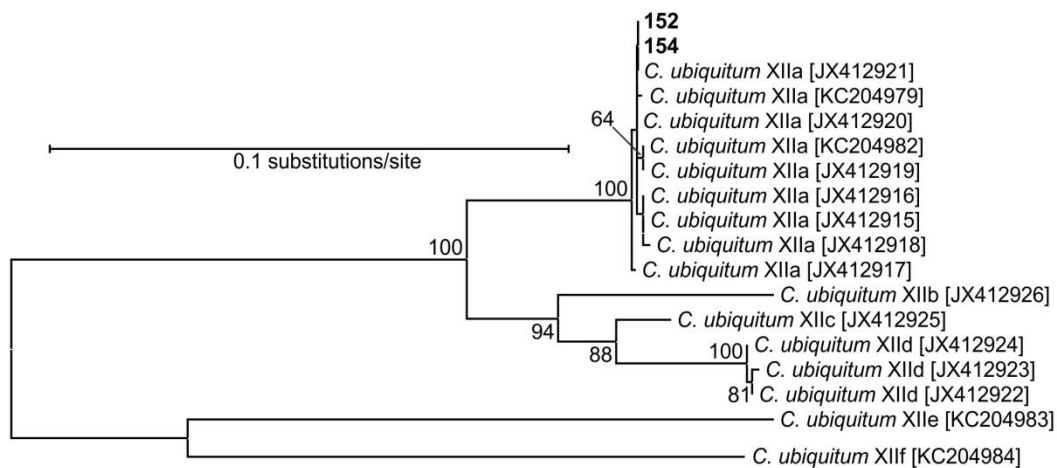 152
154
C. ubiquitum XIIa [JX412921]
C. ubiquitum XIIa [KC204979]
64
C. ubiquitum XIIa [JX412920]
C. ubiquitum XIIa [KC204982]
0.1 substitutions/site
C. ubiquitum XIIa [JX412919]
100
C. ubiquitum XIIa [JX412916]
C. ubiquitum XIIa [JX412915]
100
C. ubiquitum XIIa [JX412918]
C. ubiquitum XIIa [JX412917]
C. ubiquitum XIIb [JX412926]
94
C. ubiquitum XIIc [JX412925]
88
100
C. ubiquitum XIId [JX412924]
C. ubiquitum XIId [JX412923]
81
C. ubiquitum XIId [JX412922]
C. ubiquitum XIIe [KC204983]
C. ubiquitum XIIf [KC204984]